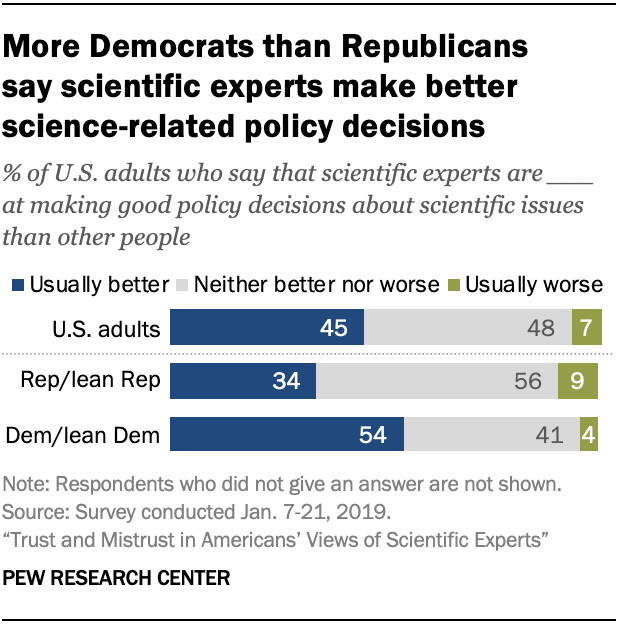 More Democrats than Republicans
say scientific experts make better
science-related policy decisions
% of U.S. adults who say that scientific experts are ___
at making good policy decisions about scientific issues
than other people
Usually better Neither better nor worse Usually worse
U.S. adults 45 48 7
Rep/lean Rep 34 56 9
Dem/lean Dem 54 41 4
Note: Respondents who did not give an answer are not shown.
Source: Survey conducted Jan. 7-21, 2019.
“Trust and Mistrust in Americans’ Views of Scientific Experts”
PEW RESEARCH CENTER